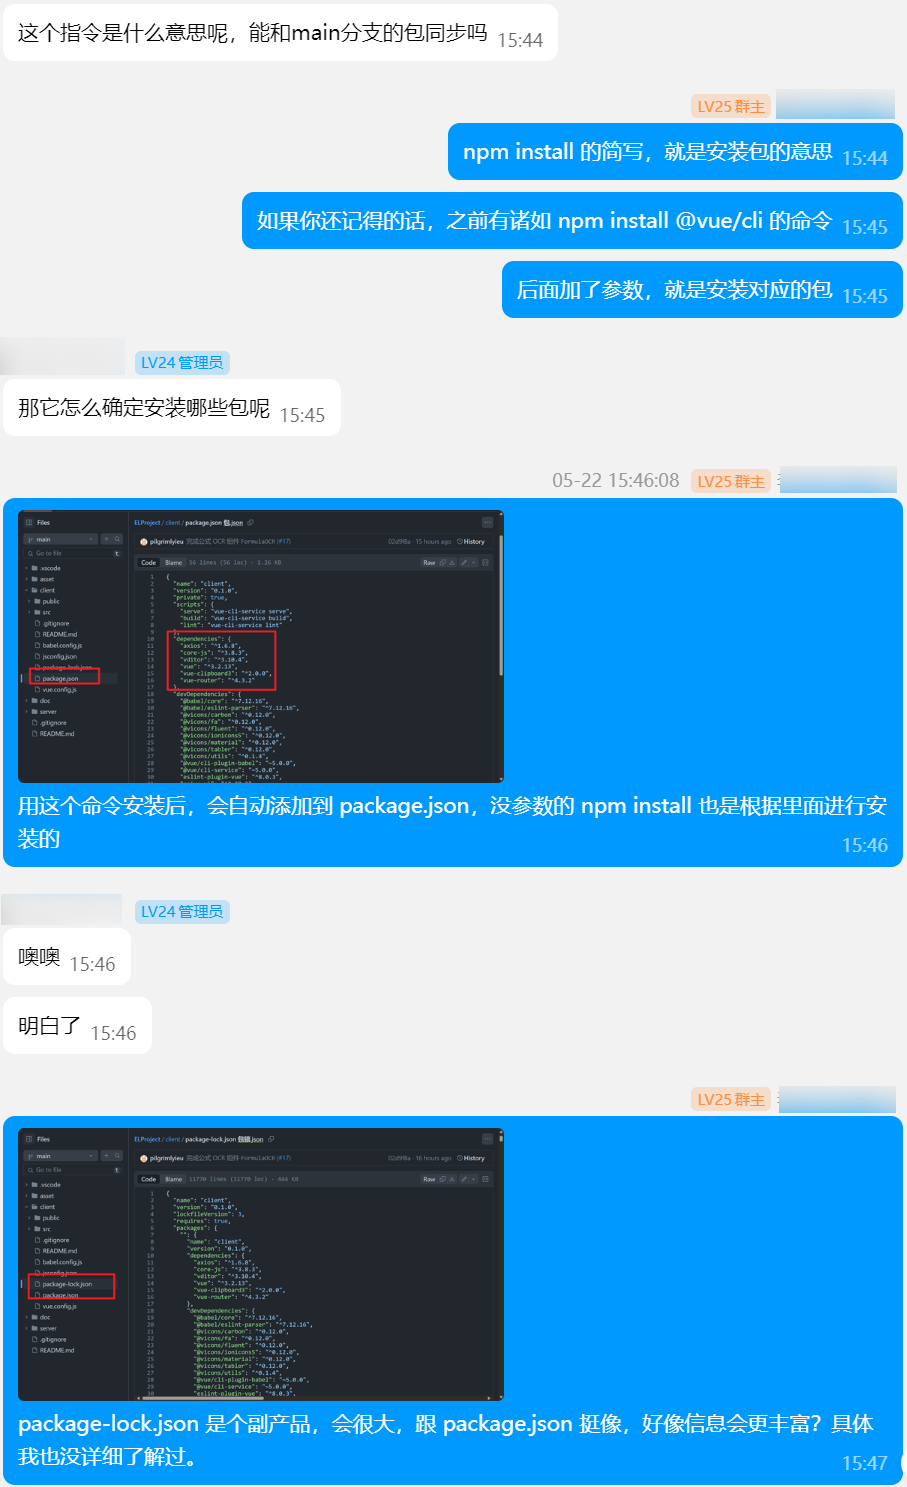 这个指令是什么意思呢，能和main分支的包同步吗 15:44
LV25 群主
npm install 的简写，就是安装包的意思 15:44
如果你还记得的话，之前有诸如 npm install @vue/cli 的命令 15:45
后面加了参数，就是安装对应的包 15:45
LV24 管理员
那它怎么确定安装哪些包呢 15:45
05-22 15:46:08 LV25 群主
Files
main
Go to file
.vscode
asset
client
public
src
.gitignore
README.md
babel.config.js
jsconfig.json
package-lock.json
package.json
vue.config.js
doc
server
.gitignore
README.md
ELProject / client / package.json 包.json
pilgrimlyieu 完成公式 OCR 组件 FormulaOCR (#17)
02d9f8a · 15 hours ago History
Code Blame 56 lines (56 loc) · 1.26 KB Raw
1 {
2 "name": "client",
3 "version": "0.1.0",
4 "private": true,
5 "scripts": {
6 "serve": "vue-cli-service serve",
7 "build": "vue-cli-service build",
8 "lint": "vue-cli-service lint"
9 },
10 "dependencies": {
11 "axios": "^1.6.8",
12 "core-js": "^3.8.3",
13 "vditor": "^3.10.4",
14 "vue": "^3.2.13",
15 "vue-clipboard3": "^2.0.0",
16 "vue-router": "^4.3.2"
17 },
18 "devDependencies": {
19 "@babel/core": "^7.12.16",
20 "@babel/eslint-parser": "^7.12.16",
21 "@vicons/carbon": "^0.12.0",
22 "@vicons/fa": "^0.12.0",
23 "@vicons/fluent": "^0.12.0",
24 "@vicons/ionicons5": "^0.12.0",
25 "@vicons/material": "^0.12.0",
26 "@vicons/tabler": "^0.12.0",
27 "@vicons/utils": "^0.1.4",
28 "@vue/cli-plugin-babel": "~5.0.0",
29 "@vue/cli-service": "~5.0.0",
30 "eslint-plugin-vue": "^8.0.3",
用这个命令安装后，会自动添加到 package.json，没参数的 npm install 也是根据里面进行安
装的 15:46
LV24 管理员
噢噢 15:46
明白了 15:46
LV25 群主
Files
main
Go to file
.vscode
asset
client
public
src
.gitignore
README.md
babel.config.js
jsconfig.json
package-lock.json
package.json
vue.config.js
doc
server
.gitignore
README.md
ELProject / client / package-lock.json 包锁.json
pilgrimlyieu 完成公式 OCR 组件 FormulaOCR (#17)
02d9f8a · 16 hours ago History
Code Blame 11770 lines (11770 loc) · 444 KB Raw
1 {
2 "name": "client",
3 "version": "0.1.0",
4 "lockfileVersion": 3,
5 "requires": true,
6 "packages": {
7 "": {
8 "name": "client",
9 "version": "0.1.0",
10 "dependencies": {
11 "axios": "^1.6.8",
12 "core-js": "^3.8.3",
13 "vditor": "^3.10.4",
14 "vue": "^3.2.13",
15 "vue-clipboard3": "^2.0.0",
16 "vue-router": "^4.3.2"
17 },
18 "devDependencies": {
19 "@babel/core": "^7.12.16",
20 "@babel/eslint-parser": "^7.12.16",
21 "@vicons/carbon": "^0.12.0",
22 "@vicons/fa": "^0.12.0",
23 "@vicons/fluent": "^0.12.0",
24 "@vicons/ionicons5": "^0.12.0",
25 "@vicons/material": "^0.12.0",
26 "@vicons/tabler": "^0.12.0",
27 "@vicons/utils": "^0.1.4",
28 "@vue/cli-plugin-babel": "~5.0.0",
29 "@vue/cli-service": "~5.0.0",
30 "eslint-plugin-vue": "^8.0.3",
package-lock.json 是个副产品，会很大，跟 package.json 挺像，好像信息会更丰富？具体
我也没详细了解过。 15:47